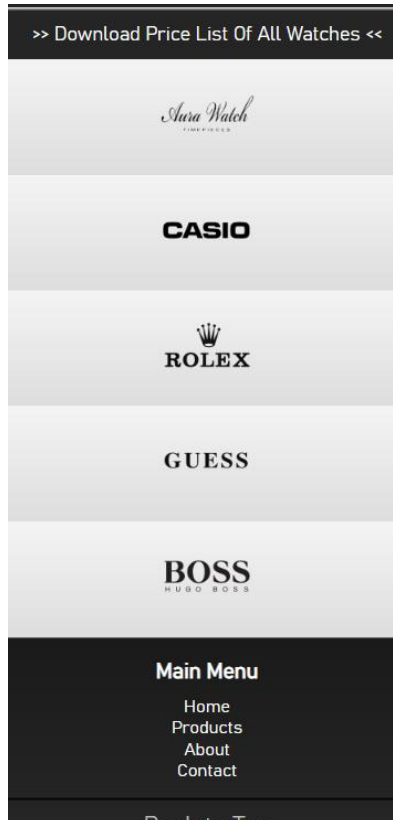 >> Download Price List Of All Watches <<
Aura Watch
TIMEPIECES
CASIO
ROLEX
GUESS
BOSS
HUGO BOSS
Main Menu
Home
Products
About
Contact